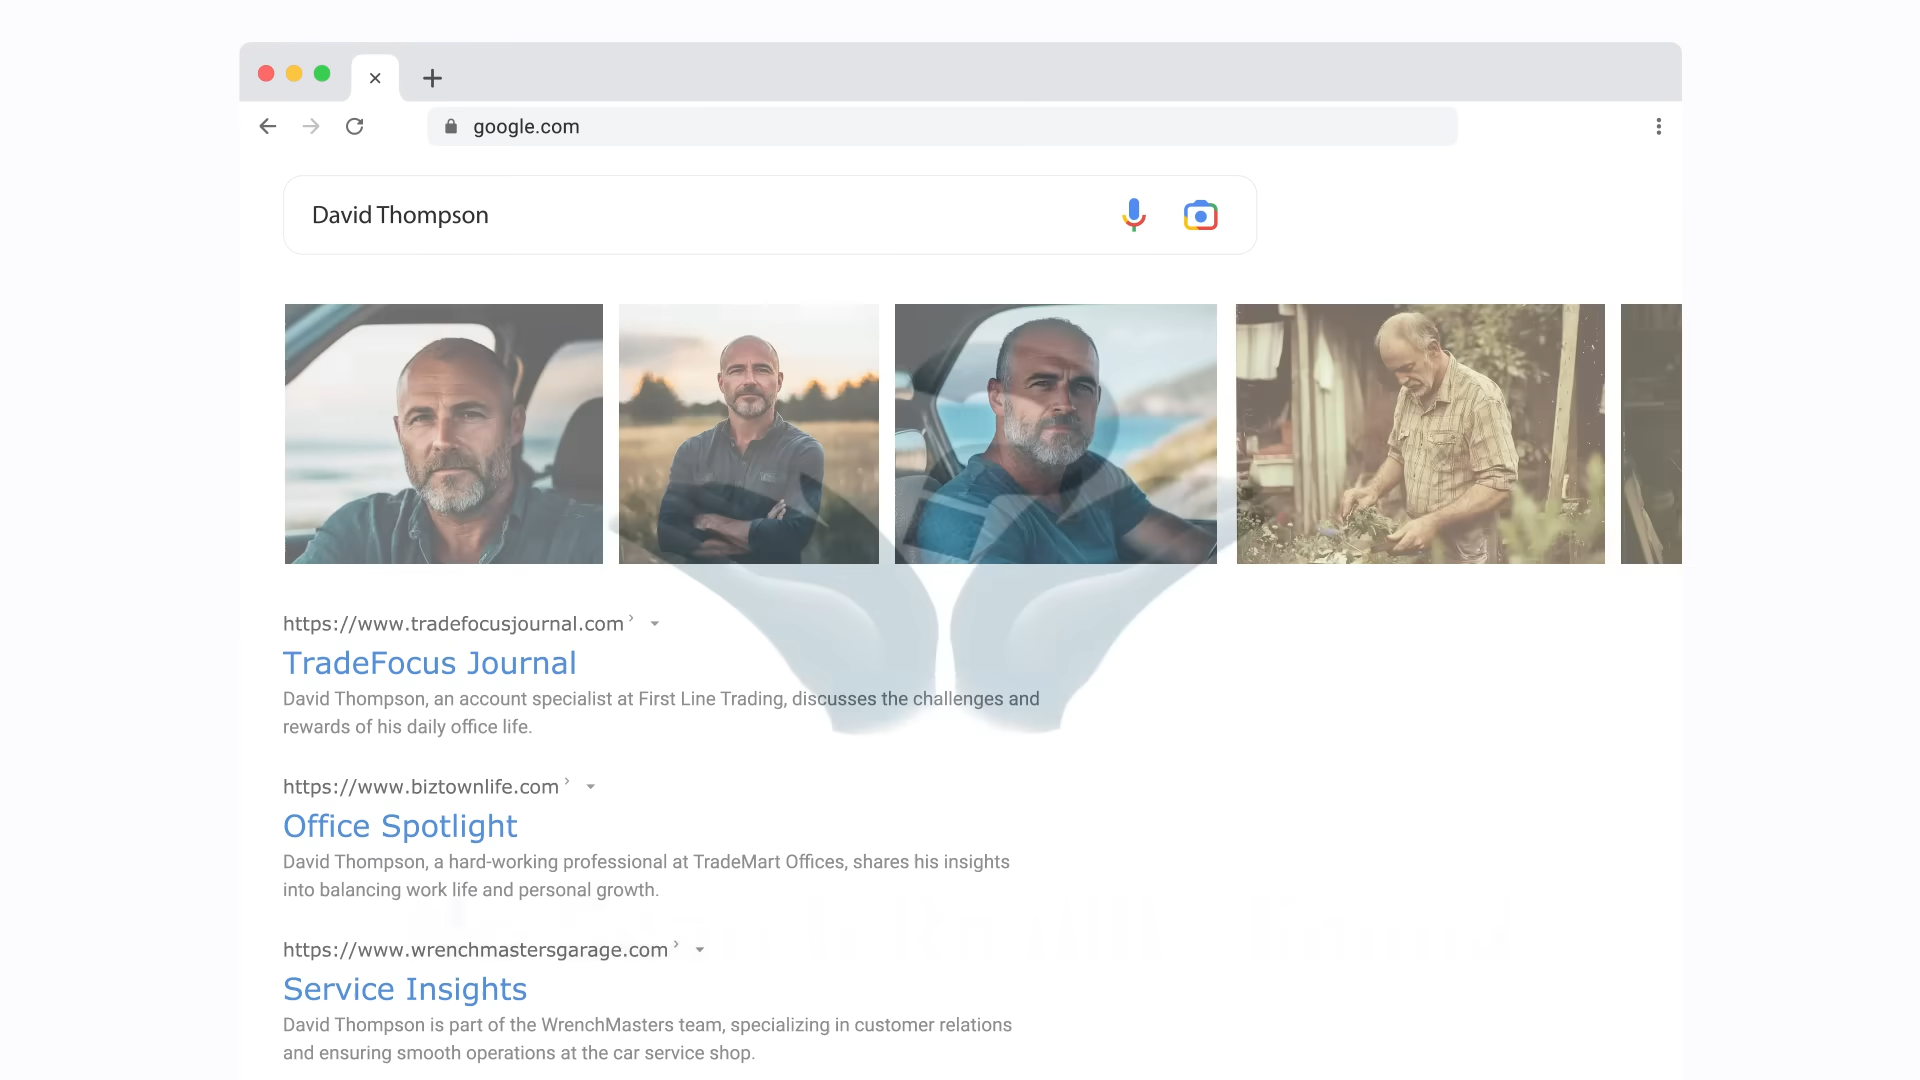 google.com
David Thompson
https://www.tradefocusjournal.com
TradeFocus Journal
David Thompson, an account specialist at First Line Trading, discusses the challenges and
rewards of his daily office life.
https://www.biztownlife.com
Office Spotlight
David Thompson, a hard-working professional at TradeMart Offices, shares his insights
into balancing work life and personal growth.
https://www.wrenchmastersgarage.com
Service Insights
David Thompson is part of the WrenchMasters team, specializing in customer relations
and ensuring smooth operations at the car service shop.